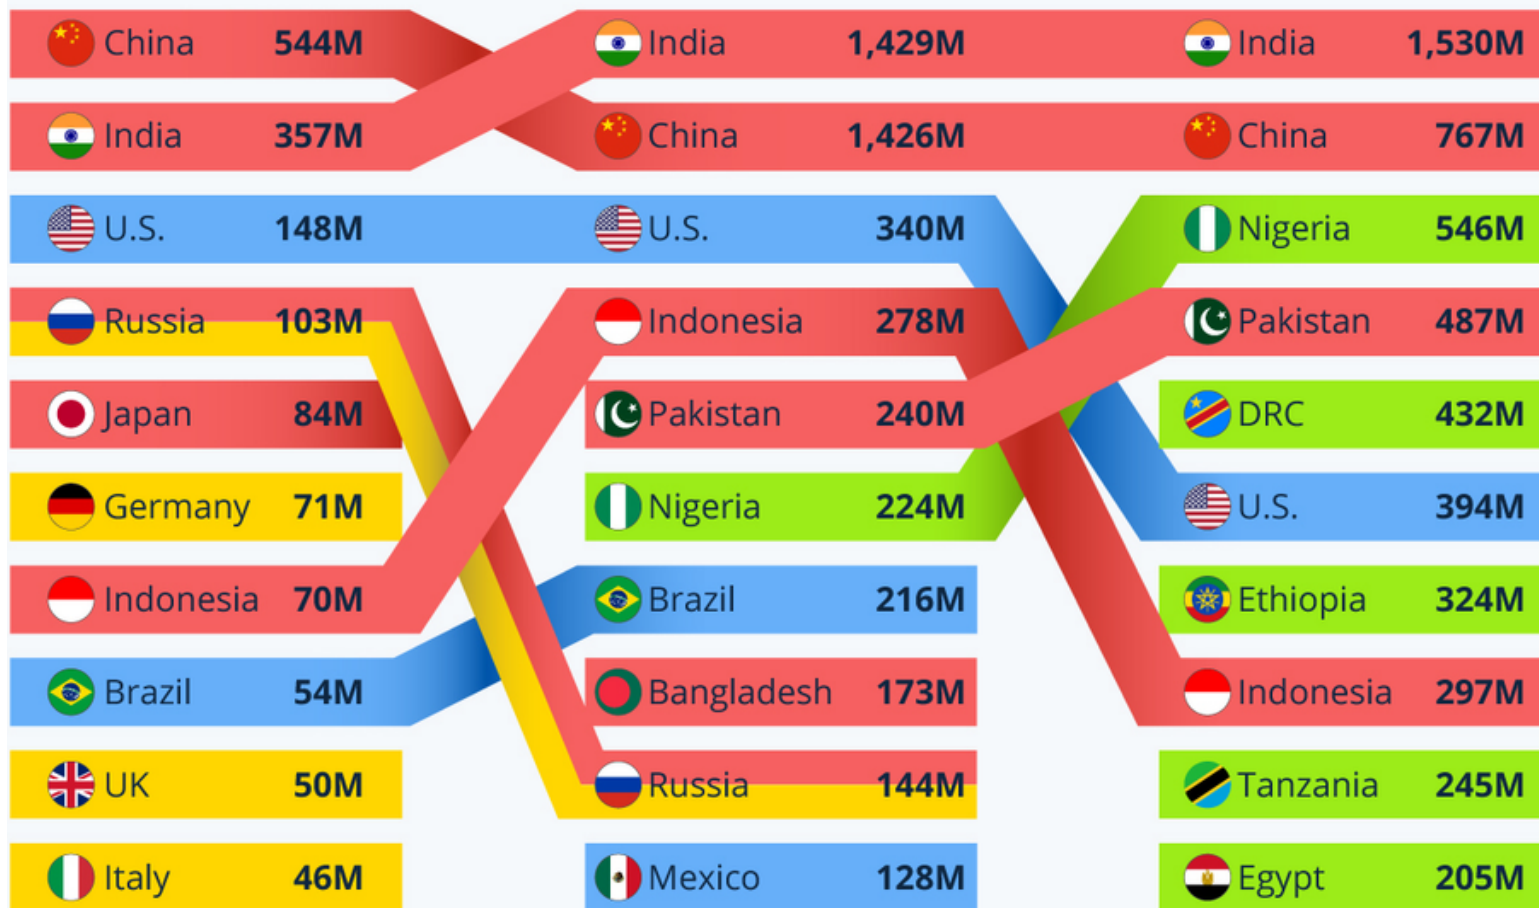 China 544M India 1,429M India 1,530M
India 357M China 1,426M China 767M
U.S. 148M U.S. 340M Nigeria 546M
Russia 103M Indonesia 278M Pakistan 487M
Japan 84M Pakistan 240M DRC 432M
Germany 71M Nigeria 224M U.S. 394M
Indonesia 70M Brazil 216M Ethiopia 324M
Brazil 54M Bangladesh 173M Indonesia 297M
UK 50M Russia 144M Tanzania 245M
Italy 46M Mexico 128M Egypt 205M